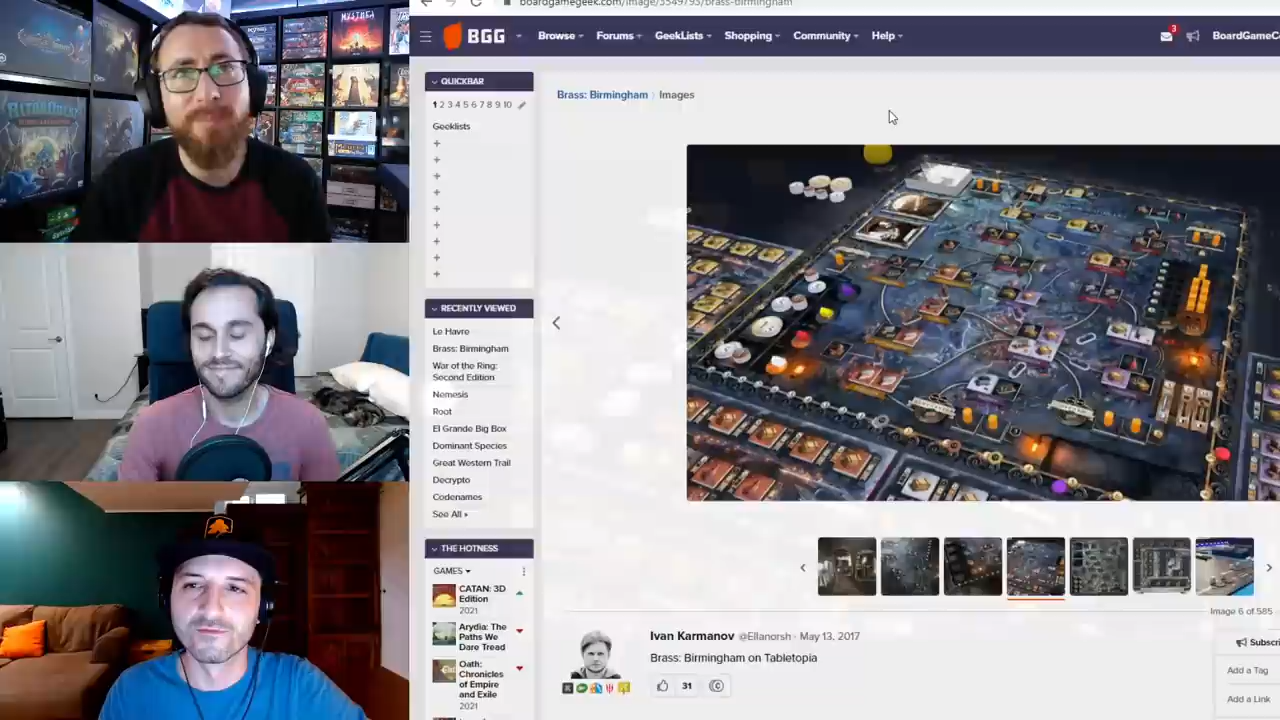 boardgamegeek.com/image/3549793/brass-birmingham
BGG
Browse
Forums
GeekLists
Shopping
Community
Help
3
QUICKBAR
Brass: Birmingham
Images
1 2 3 4 5 6 7 8 9 10
Geeklists
+
+
+
+
+
+
+
+
+
RECENTLY VIEWED
Le Havre
Brass: Birmingham
War of the Ring:
Second Edition
Nemesis
Root
El Grande Big Box
Dominant Species
Great Western Trail
Decrypto
Codenames
See All »
THE HOTNESS
GAMES
CATAN: 3D
Edition
2021
Arydia: The
Paths We
Dare Tread
Oath:
Chronicles
of Empire
and Exile
2021
Image 6 of 585
Ivan Karmanov @Ellanorsh · May 13, 2017
Brass: Birmingham on Tabletopia
31
Add a Tag
Add a Link
MYSTHEA